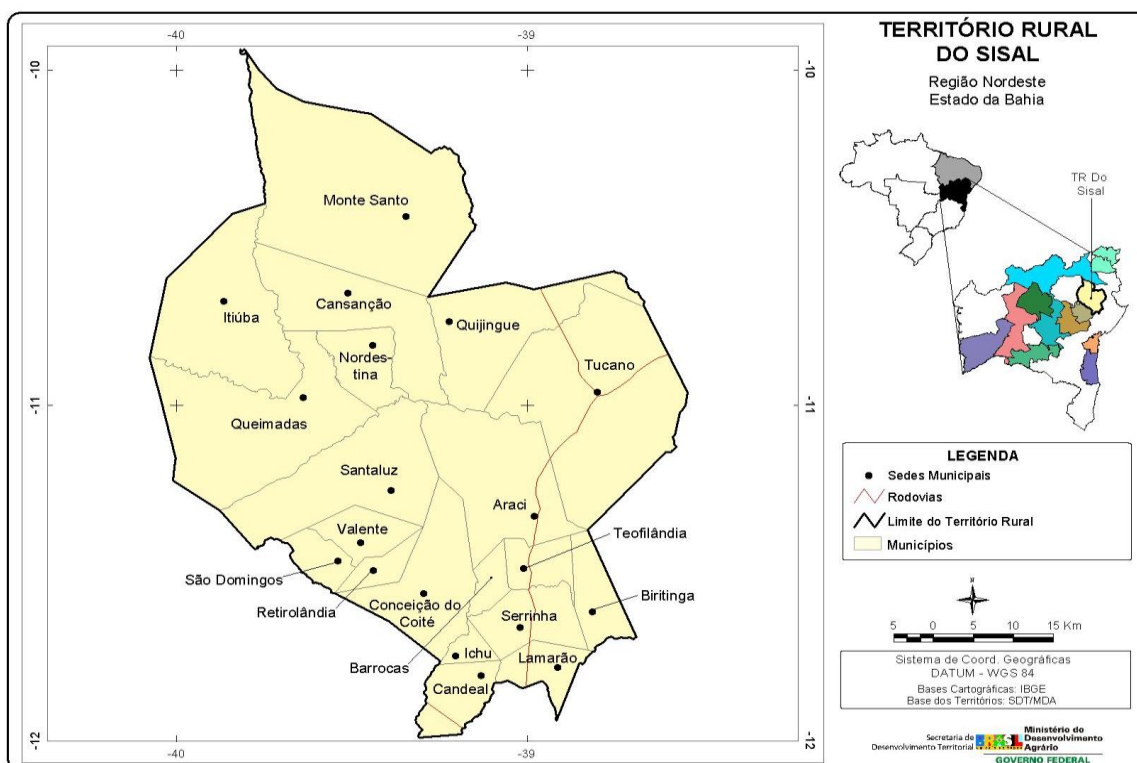 -40
-39
-10
-10
Monte Santo
Cansanção
Itiúba
Quijingue
Nordes-
tina
Tucano
-11
-11
Queimadas
Santaluz
Araci
Valente
Teofilândia
São Domingos
Retirolândia
Conceição do
Coité
Biritinga
Serrinha
Barrocas
Ichu
Lamarão
Candeal
-12
-12
-40
-39
TERRITÓRIO RURAL
DO SISAL
Região Nordeste
Estado da Bahia
TR Do
Sisal
LEGENDA
Sedes Municipais
Rodovias
Limite do Território Rural
Municípios
N
5 0 5 10 15 Km
Sistema de Coord. Geográficas
DATUM - WGS 84
Bases Cartográficas: IBGE
Base dos Territórios: SDT/MDA
Secretaria de
Desenvolvimento Territorial
BRASIL
Ministério do
Desenvolvimento
Agrário
GOVERNO FEDERAL